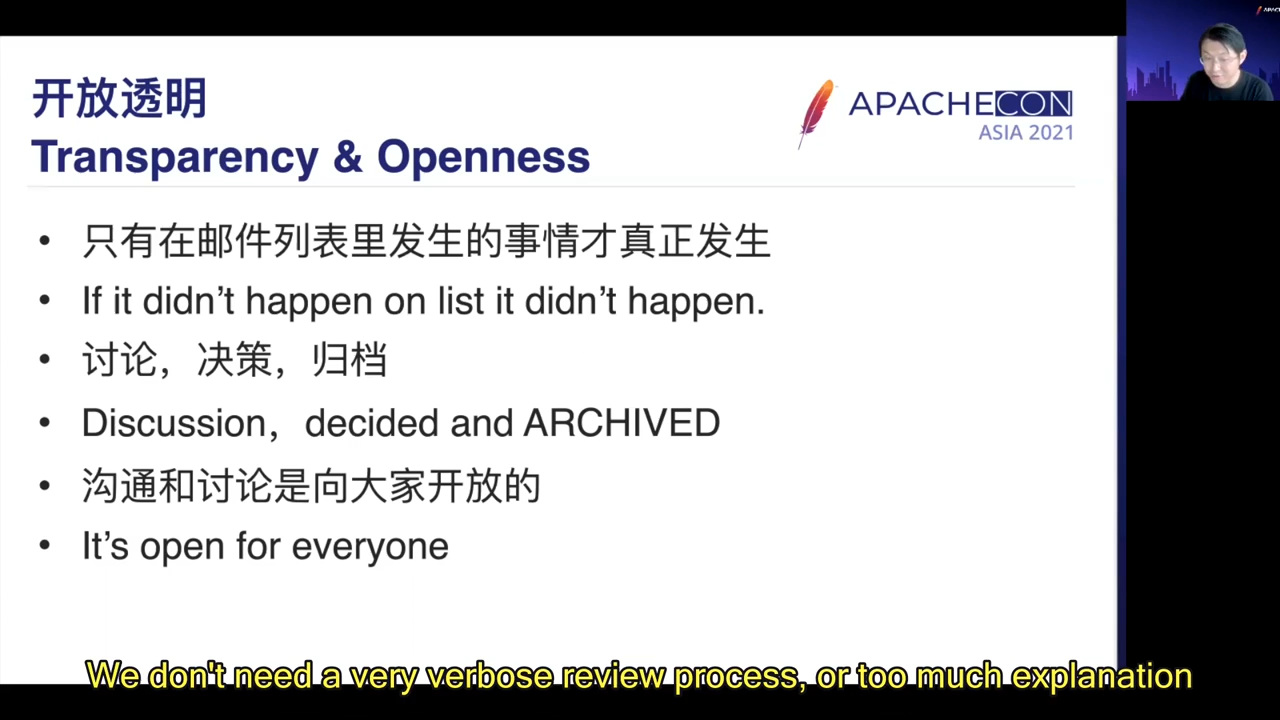 开放透明
Transparency & Openness
APACHECON
ASIA 2021
• 只有在邮件列表里发生的事情才真正发生
• If it didn’t happen on list it didn’t happen.
• 讨论，决策，归档
• Discussion，decided and ARCHIVED
• 沟通和讨论是向大家开放的
• It’s open for everyone
We don't need a very verbose review process, or too much explanation